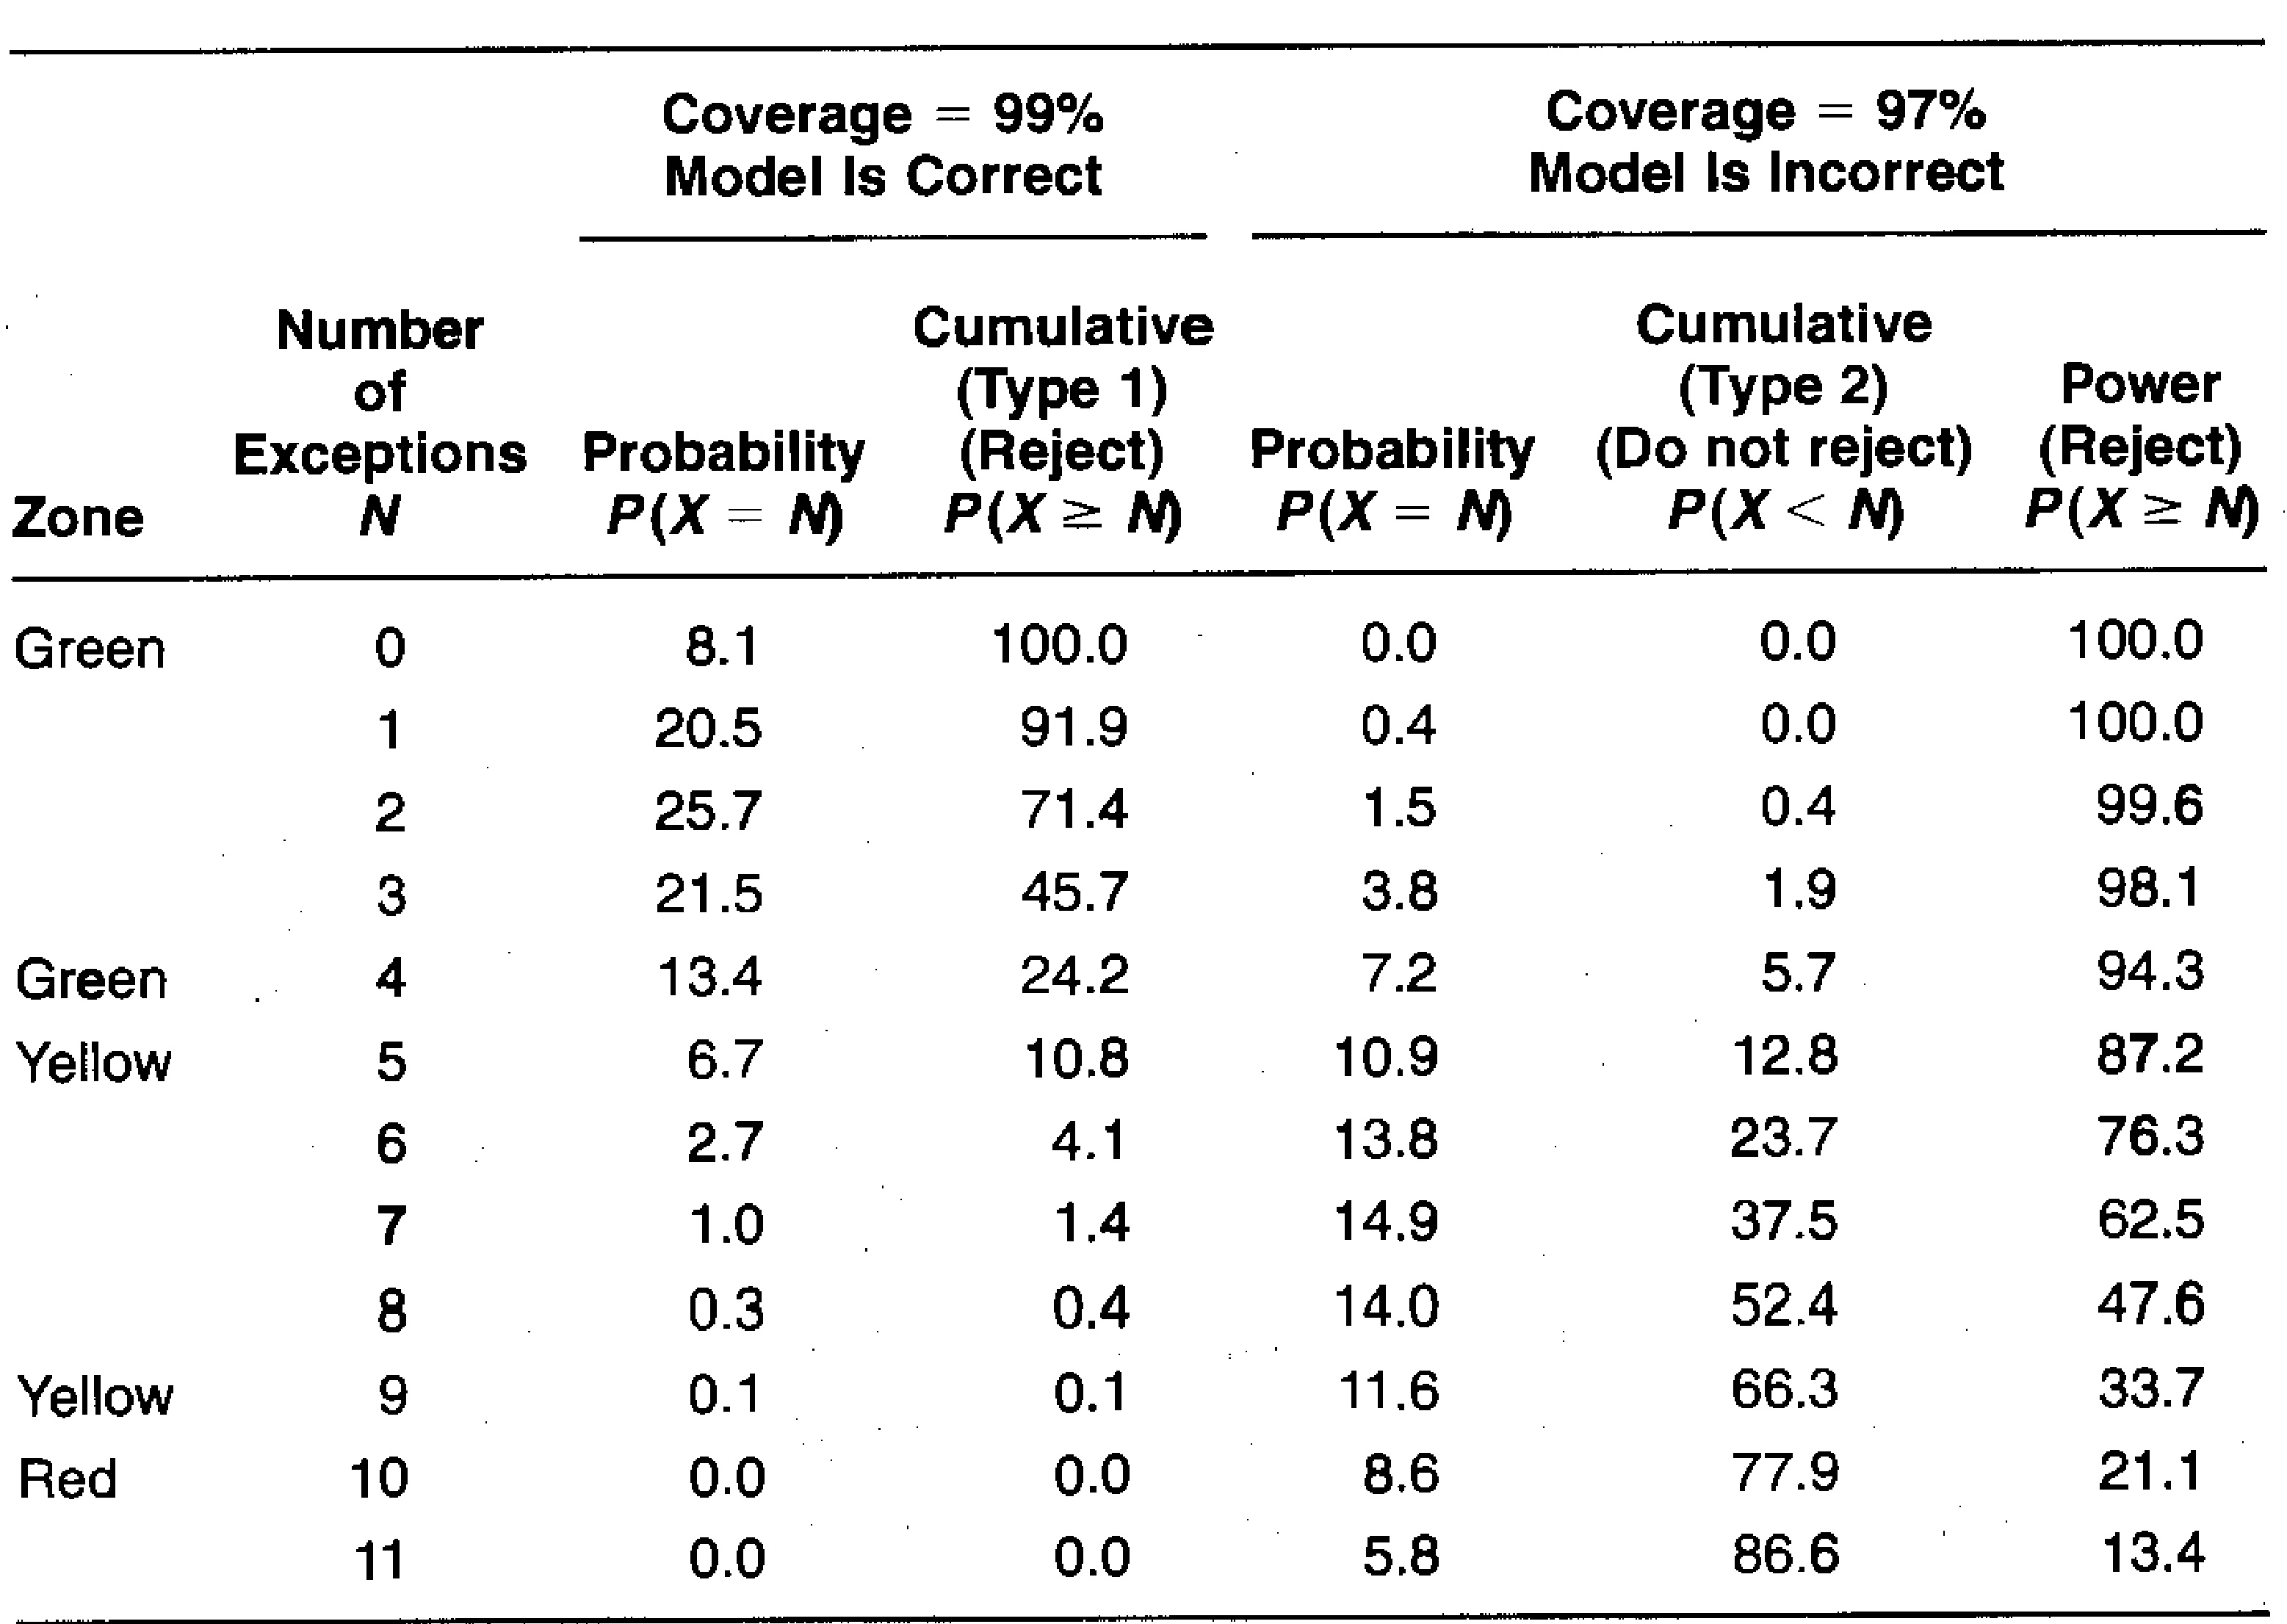 Coverage = 99% Coverage = 97%
Model Is Correct Model Is Incorrect
Cumulative Cumulative
Number (Type 1) (Type 2) Power
of (Reject) (Do not reject) (Reject)
Exceptions Probability Probability
Zone N P(X = N) P(X ≥ N) P(X = N) P(X < N) P(X ≥ N)
Green 0 8.1 100.0 0.0 0.0 100.0
1 20.5 91.9 0.4 0.0 100.0
2 25.7 71.4 1.5 0.4 99.6
3 21.5 45.7 3.8 1.9 98.1
Green 4 13.4 24.2 7.2 5.7 94.3
Yellow 5 6.7 10.8 10.9 12.8 87.2
6 2.7 4.1 13.8 23.7 76.3
7 1.0 1.4 14.9 37.5 62.5
8 0.3 0.4 14.0 52.4 47.6
Yellow 9 0.1 0.1 11.6 66.3 33.7
Red 10 0.0 0.0 8.6 77.9 21.1
11 0.0 0.0 5.8 86.6 13.4